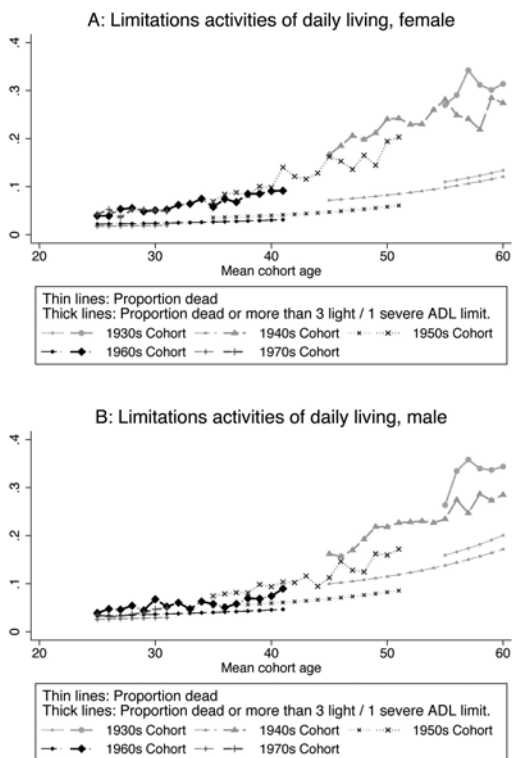 A: Limitations activities of daily living, female
.4
.3
.2
.1
0
20 30 40 50 60
Mean cohort age
Thin lines: Proportion dead
Thick lines: Proportion dead or more than 3 light / 1 severe ADL limit.
1930s Cohort 1940s Cohort 1950s Cohort
1960s Cohort 1970s Cohort
B: Limitations activities of daily living, male
.4
.3
.2
.1
0
20 30 40 50 60
Mean cohort age
Thin lines: Proportion dead
Thick lines: Proportion dead or more than 3 light / 1 severe ADL limit.
1930s Cohort 1940s Cohort 1950s Cohort
1960s Cohort 1970s Cohort